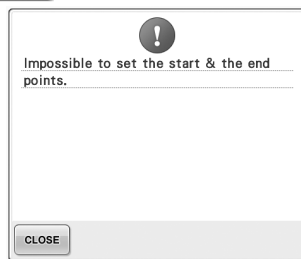 Impossible to set the start & the end
points.
CLOSE